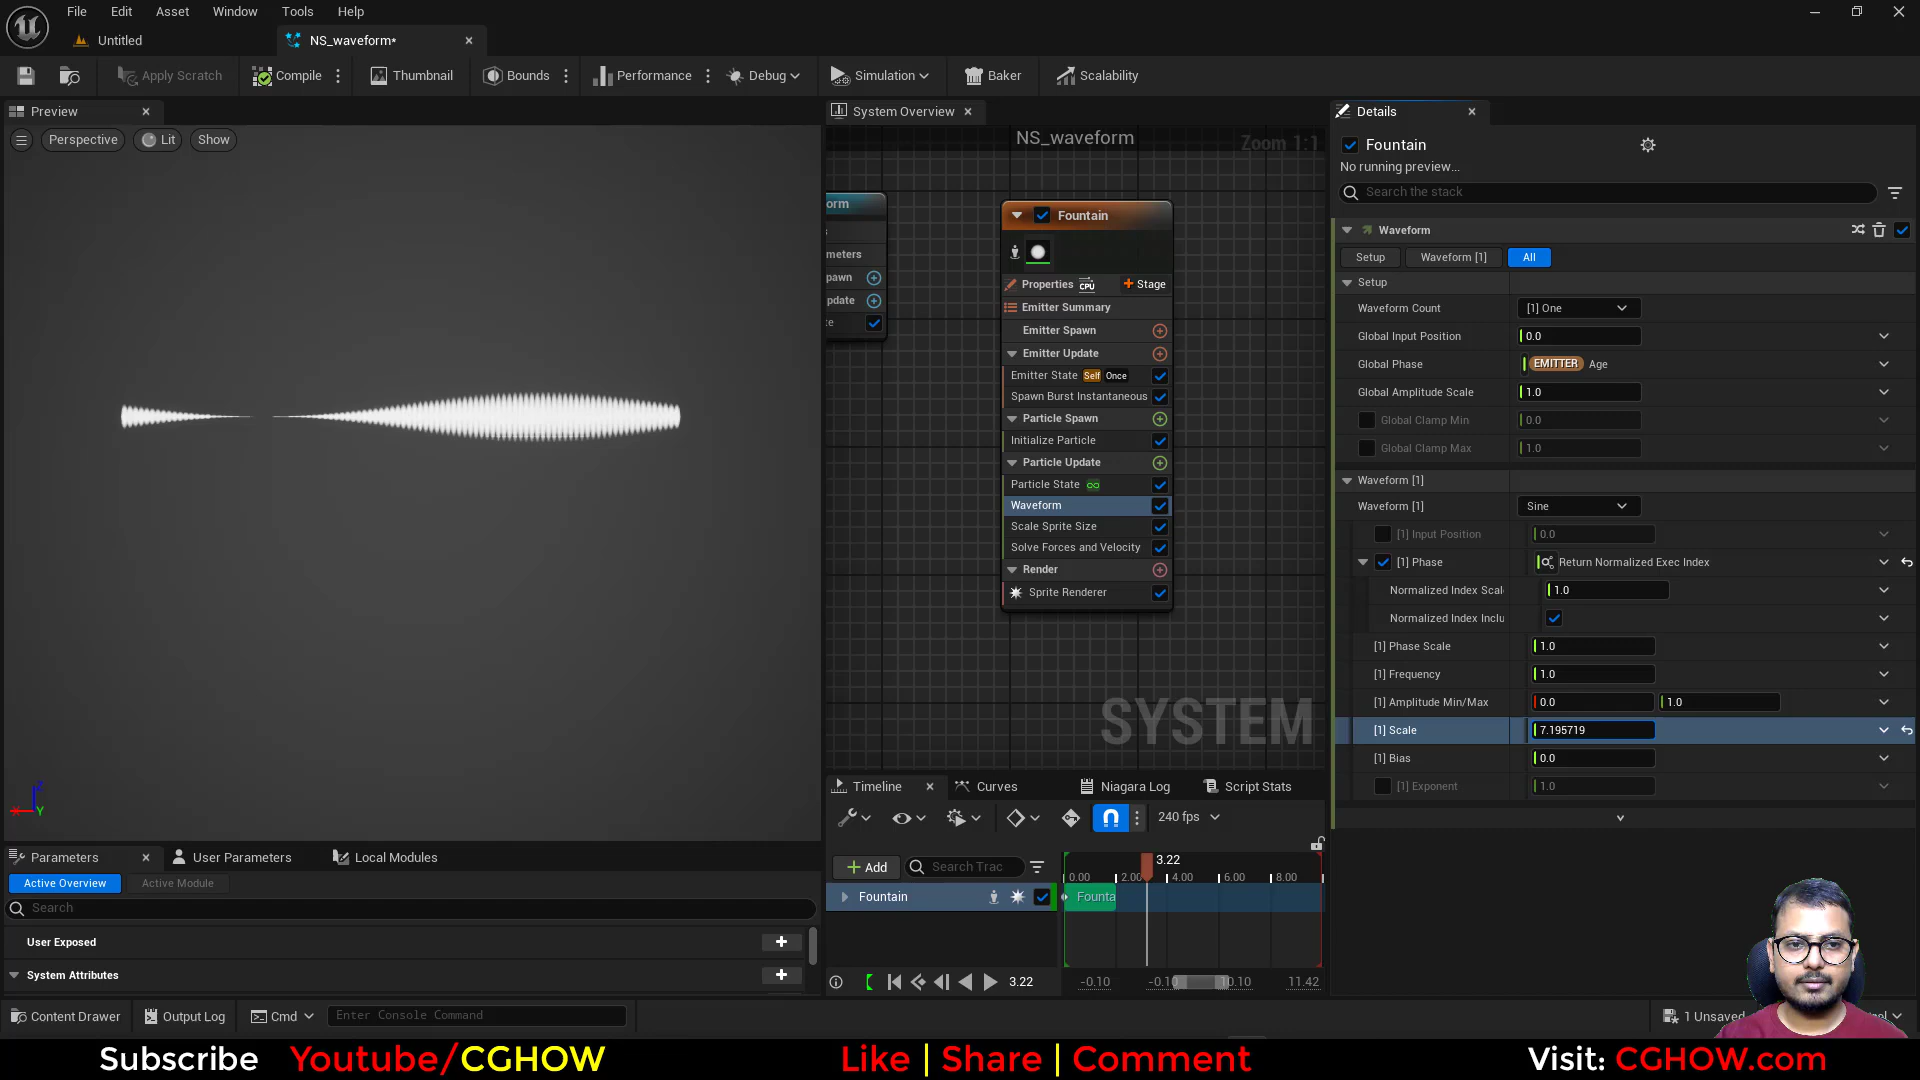 File Edit Asset Window Tools Help
Untitled NS_waveform*
Apply Scratch Compile Thumbnail Bounds Performance Debug Simulation Baker Scalability
Preview
Perspective Lit Show
System Overview
NS_waveform
Zoom 1:1
orm
meters
pawn
pdate
te
Fountain
Properties CPU Stage
Emitter Summary
Emitter Spawn
Emitter Update
Emitter State Self Once
Spawn Burst Instantaneous
Particle Spawn
Initialize Particle
Particle Update
Particle State
Waveform
Scale Sprite Size
Solve Forces and Velocity
Render
Sprite Renderer
SYSTEM
Details
Fountain
No running preview...
Search the stack
Waveform
Setup Waveform [1] All
Setup
Waveform Count [1] One
Global Input Position 0.0
Global Phase EMITTER Age
Global Amplitude Scale 1.0
Global Clamp Min 0.0
Global Clamp Max 1.0
Waveform [1]
Waveform [1] Sine
[1] Input Position 0.0
[1] Phase Return Normalized Exec Index
Normalized Index Scal 1.0
Normalized Index Inclu
[1] Phase Scale 1.0
[1] Frequency 1.0
[1] Amplitude Min/Max 0.0 1.0
[1] Scale 7.195719
[1] Bias 0.0
[1] Exponent 1.0
Timeline Curves Niagara Log Script Stats
240 fps
Add Search Trac
3.22
0.00 2.00 4.00 6.00 8.00
Fountain Founta
3.22 -0.10 -0.10 10.10 11.42
Parameters User Parameters Local Modules
Active Overview Active Module
Search
User Exposed
System Attributes
Content Drawer Output Log Cmd Enter Console Command
1 Unsaved
Subscribe Youtube/CGHOW Like | Share | Comment Visit: CGHOW.com